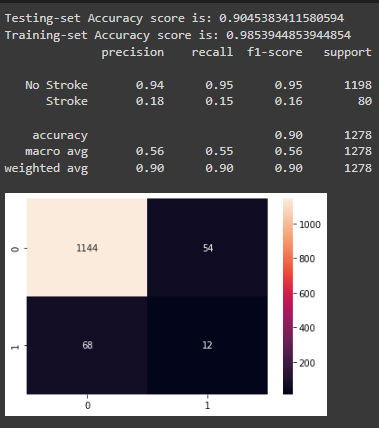 Testing-set Accuracy score is: 0.9045383411580594
Training-set Accuracy score is: 0.9853944853944854
precision recall f1-score support
No Stroke 0.94 0.95 0.95 1198
Stroke 0.18 0.15 0.16 80
accuracy 0.90 1278
macro avg 0.56 0.55 0.56 1278
weighted avg 0.90 0.90 0.90 1278
1000
0 1144 54
800
600
400
1 68 12
200
0 1